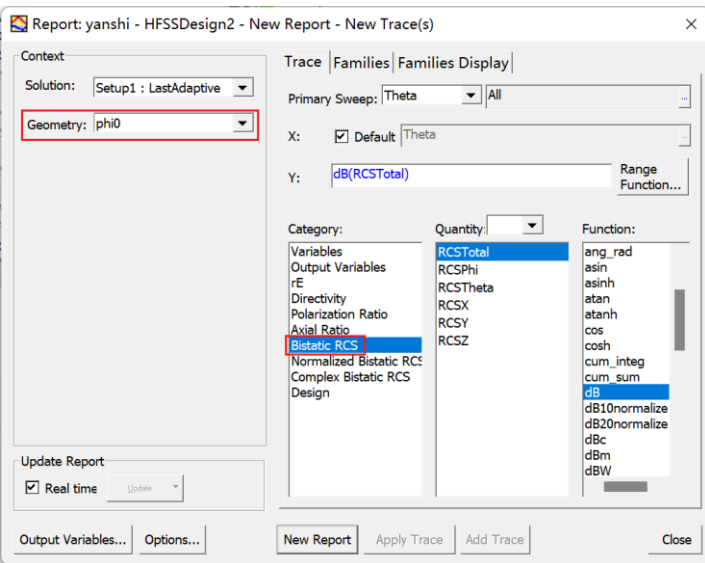 Report: yanshi - HFSSDesign2 - New Report - New Trace(s)
Context
Solution: Setup1 : LastAdaptive
Geometry: phi0
Update Report
Real time Update
Trace Families Families Display
Primary Sweep: Theta All ...
X: Default Theta ...
Y: dB(RCSTotal) Range Function...
Category:
Variables
Output Variables
rE
Directivity
Polarization Ratio
Axial Ratio
Bistatic RCS
Normalized Bistatic RCS
Complex Bistatic RCS
Design
Quantity:
RCSTotal
RCSPhi
RCSTheta
RCSX
RCSY
RCSZ
Function:
ang_rad
asin
asinh
atan
atanh
cos
cosh
cum_integ
cum_sum
dB
dB10normalize
dB20normalize
dBc
dBm
dBW
Output Variables... Options... New Report Apply Trace Add Trace Close